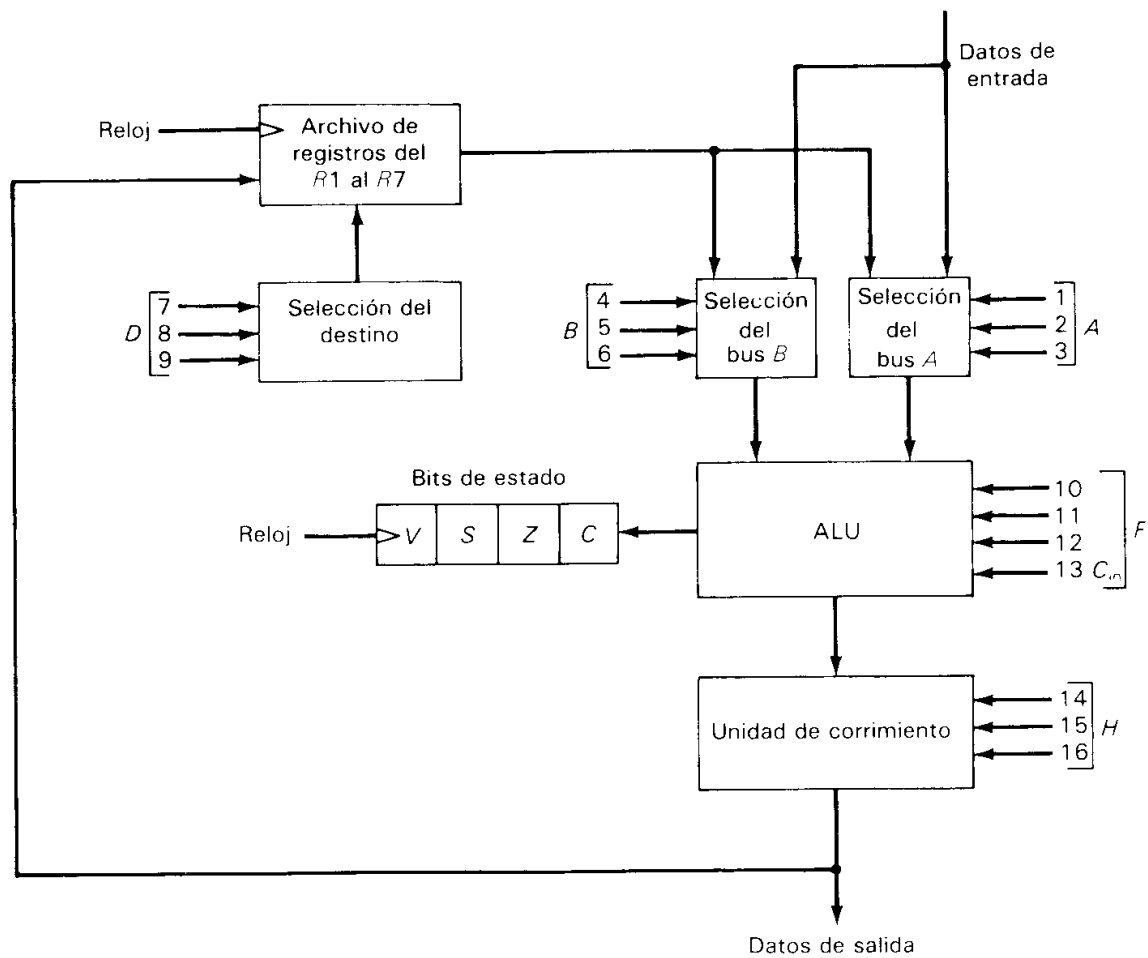 Datos de
entrada
Reloj
Archivo de
registros del
R1 al R7
D
7
8
9
Selección del
destino
B
4
5
6
Selección
del
bus B
Selección
del
bus A
1
2
3
A
Bits de estado
Reloj
V S Z C
ALU
10
11
12
13 Cin
F
Unidad de corrimiento
14
15
16
H
Datos de salida